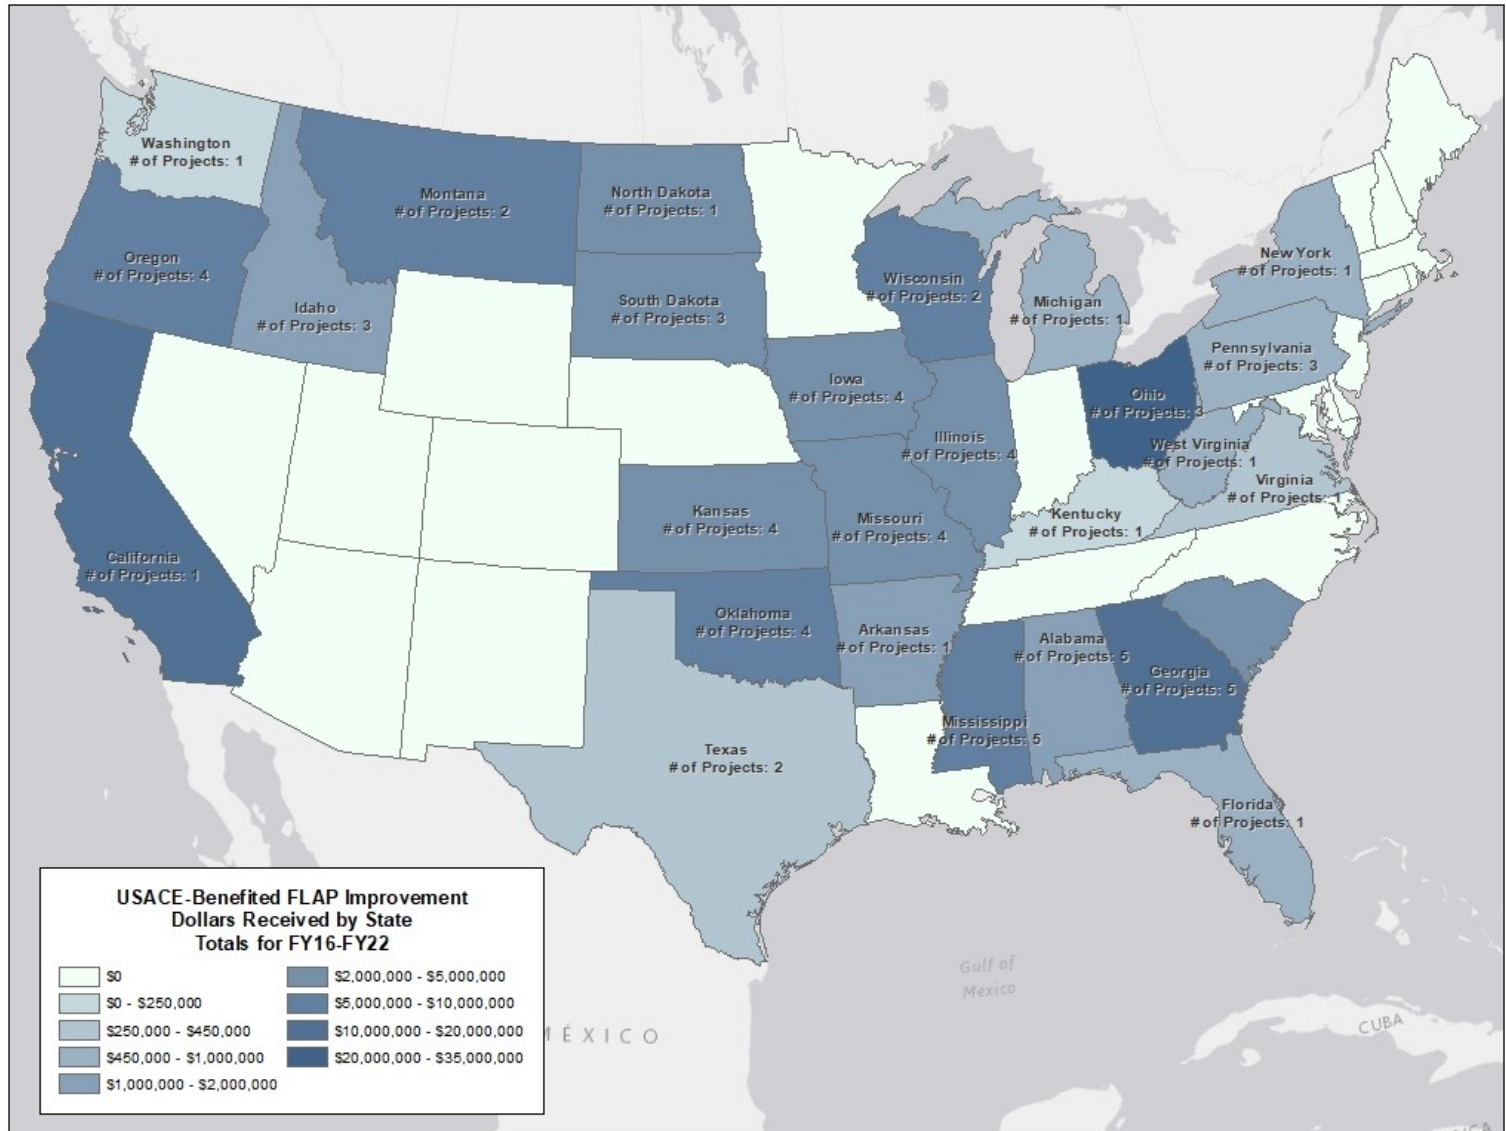 Washington
# of Projects: 1
Montana
# of Projects: 2
North Dakota
# of Projects: 1
Oregon
# of Projects: 4
Idaho
# of Projects: 3
South Dakota
# of Projects: 3
Wisconsin
# of Projects: 2
Michigan
# of Projects: 1
New York
# of Projects: 1
Pennsylvania
# of Projects: 3
Iowa
# of Projects: 4
Ohio
# of Projects: 3
Illinois
# of Projects: 4
West Virginia
# of Projects: 1
Virginia
# of Projects: 1
Kentucky
# of Projects: 1
Kansas
# of Projects: 4
Missouri
# of Projects: 4
California
# of Projects: 1
Oklahoma
# of Projects: 4
Arkansas
# of Projects: 1
Alabama
# of Projects: 5
Georgia
# of Projects: 5
Mississippi
# of Projects: 5
Texas
# of Projects: 2
Florida
# of Projects: 1
Gulf of
Mexico
MÉXICO
CUBA
USACE-Benefited FLAP Improvement
Dollars Received by State
Totals for FY16-FY22
$0
$0 - $250,000
$250,000 - $450,000
$450,000 - $1,000,000
$1,000,000 - $2,000,000
$2,000,000 - $5,000,000
$5,000,000 - $10,000,000
$10,000,000 - $20,000,000
$20,000,000 - $35,000,000